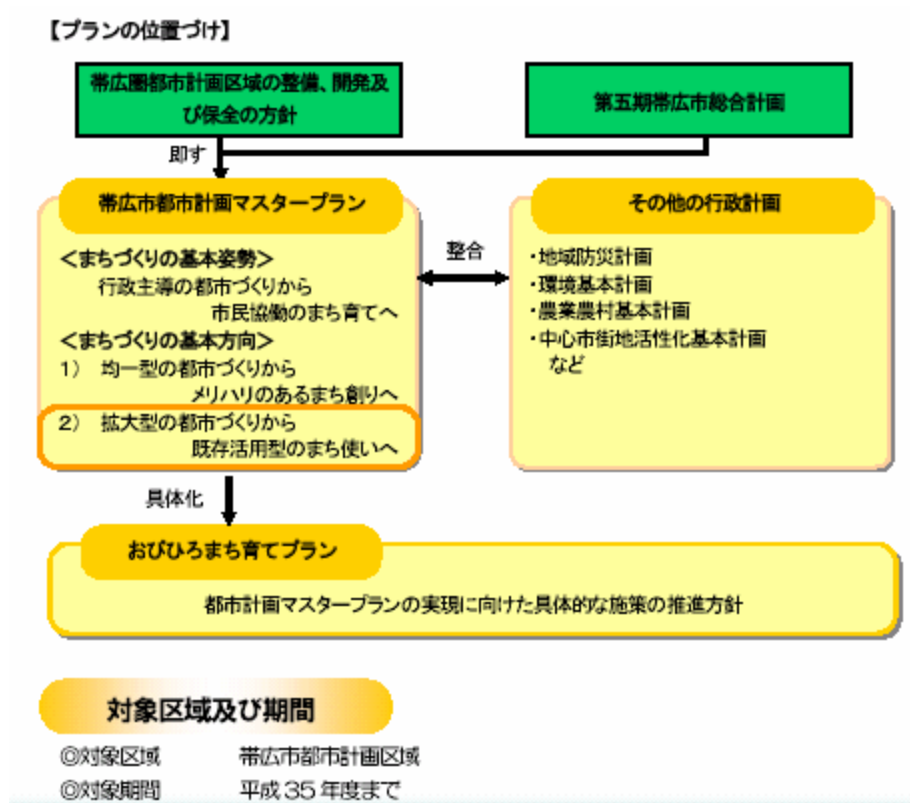 【プランの位置づけ】
帯広圏都市計画区域の整備、開発及
び保全の方針
第五期帯広市総合計画
即す
帯広市都市計画マスタープラン
<まちづくりの基本姿勢>
行政主導の都市づくりから
市民協働のまち育てへ
<まちづくりの基本方向>
1) 均一型の都市づくりから
メリハリのあるまち創りへ
2) 拡大型の都市づくりから
既存活用型のまち使いへ
整合
その他の行政計画
・地域防災計画
・環境基本計画
・農業農村基本計画
・中心市街地活性化基本計画
など
具体化
おびひろまち育てプラン
都市計画マスタープランの実現に向けた具体的な施策の推進方針
対象区域及び期間
◎対象区域 帯広市都市計画区域
◎対象期間 平成 35 年度まで